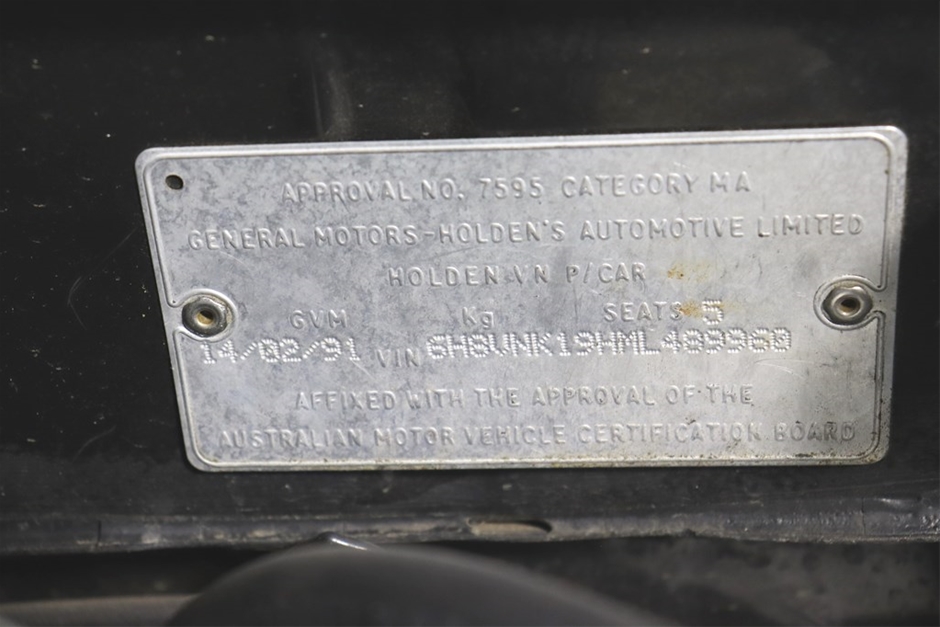 APPROVAL NO. 7595 CATEGORY MA
GENERAL MOTORS-HOLDEN'S AUTOMOTIVE LIMITED
HOLDEN VN P/CAR
GVM Kg SEATS 5
14/02/91 VIN 6H8VNK19HML489960
AFFIXED WITH THE APPROVAL OF THE
AUSTRALIAN MOTOR VEHICLE CERTIFICATION BOARD